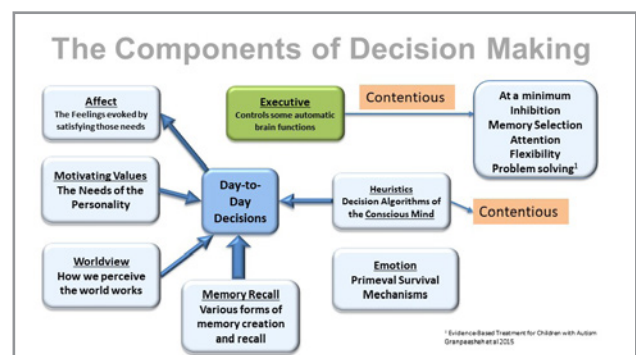 The Components of Decision Making
Affect
The Feelings evoked by
satisfying those needs
Executive
Controls some automatic
brain functions
Contentious
At a minimum
Inhibition
Memory Selection
Attention
Flexibility
Problem solving¹
Motivating Values
The Needs of the
Personality
Day-to-
Day
Decisions
Heuristics
Decision Algorithms of
the Conscious Mind
Contentious
Worldview
How we perceive
the world works
Memory Recall
Various forms of
memory creation
and recall
Emotion
Primeval Survival
Mechanisms
¹ Evidence-Based Treatment for Children with Autism
Granpeesheh et al 2015